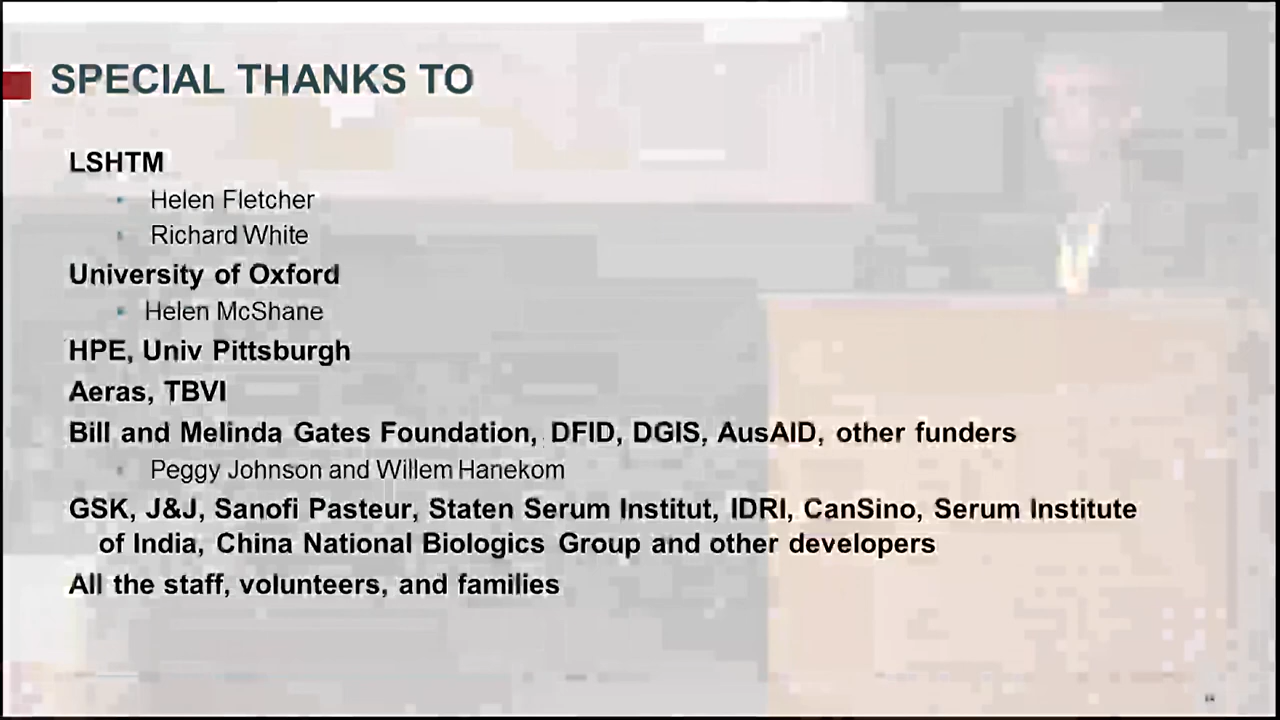 SPECIAL THANKS TO
LSHTM
Helen Fletcher
Richard White
University of Oxford
Helen McShane
HPE, Univ Pittsburgh
Aeras, TBVI
Bill and Melinda Gates Foundation, DFID, DGIS, AusAID, other funders
Peggy Johnson and Willem Hanekom
GSK, J&J, Sanofi Pasteur, Staten Serum Institut, IDRI, CanSino, Serum Institute
of India, China National Biologics Group and other developers
All the staff, volunteers, and families